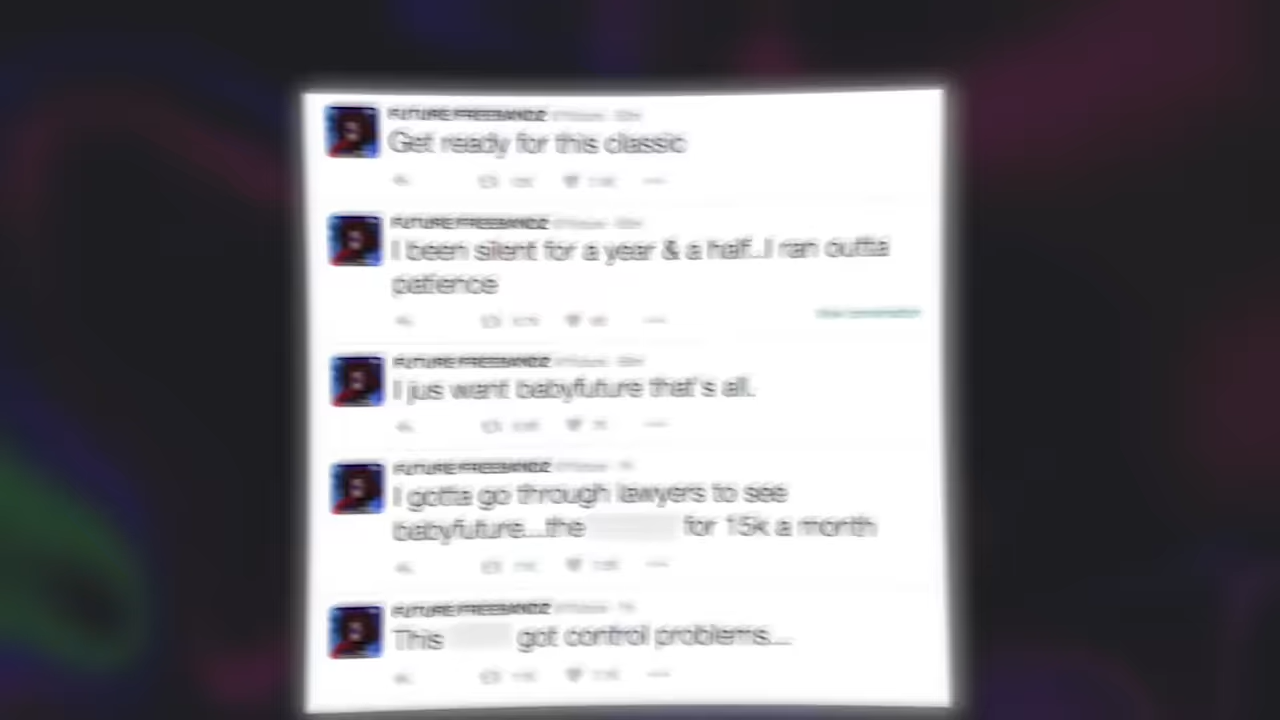 FUTURE FREEBANDZ
Get ready for this classic
FUTURE FREEBANDZ
I been silent for a year & a half..I ran outta
patience
FUTURE FREEBANDZ
I jus want babyfuture that's all.
FUTURE FREEBANDZ
I gotta go through lawyers to see
babyfuture....the for 15k a month
FUTURE FREEBANDZ
This got control problems....